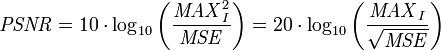 PSNR = 10 · log₁₀ (MAX_I² / MSE) = 20 · log₁₀ (MAX_I / √MSE)